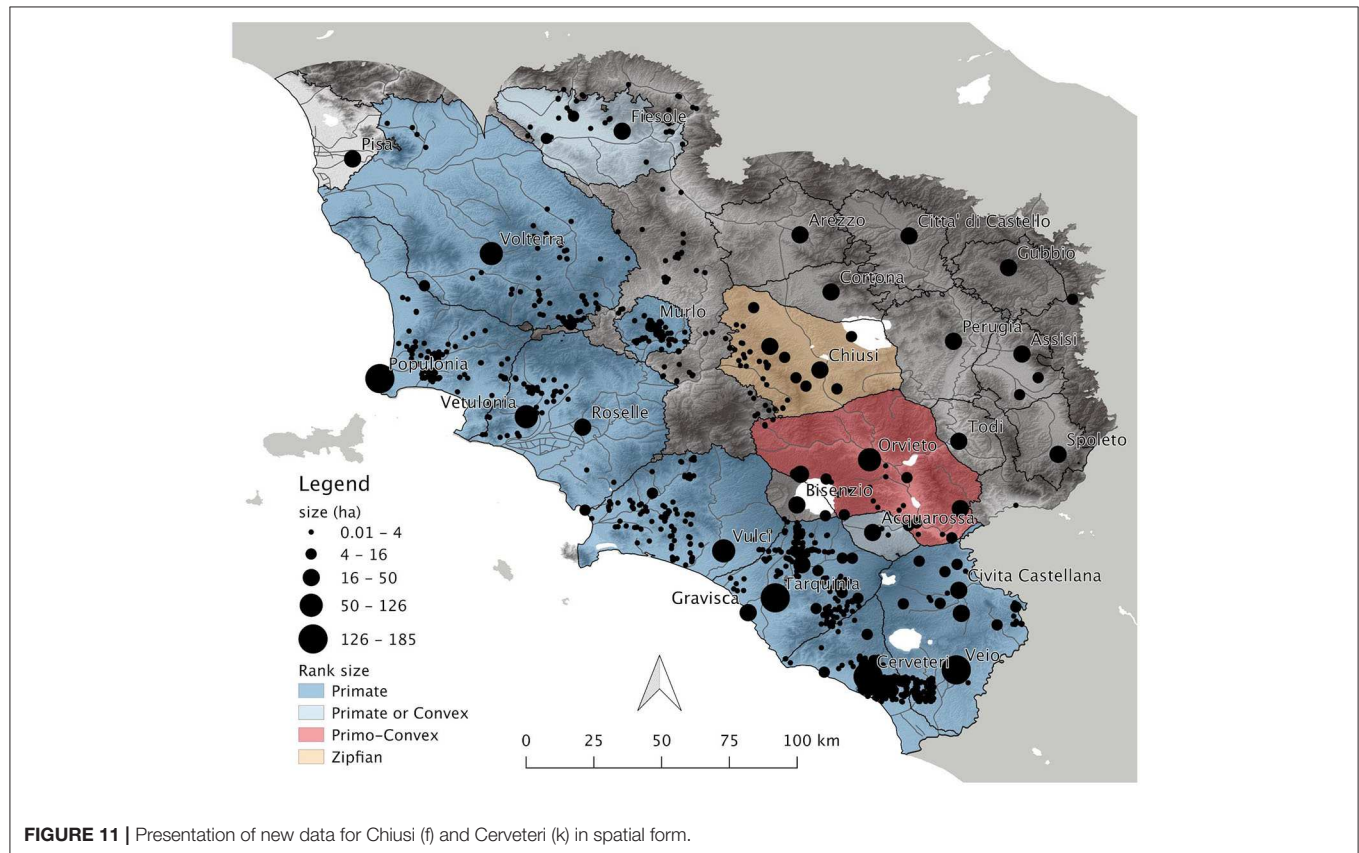 Fiesole
Pisa
Arezzo
Citta' di Castello
Volterra
Gubbio
Cortona
Murlo
Perugia
Assisi
Populonia
Chiusi
Vetulonia
Roselle
Orvieto
Todi
Spoleto
Bisenzio
Acquarossa
Vulci
Civita Castellana
Gravisca
Tarquinia
Cerveteri
Veio
Legend
size (ha)
0.01 – 4
4 – 16
16 – 50
50 – 126
126 – 185
Rank size
Primate
Primate or Convex
Primo-Convex
Zipfian
0 25 50 75 100 km
FIGURE 11 | Presentation of new data for Chiusi (f) and Cerveteri (k) in spatial form.